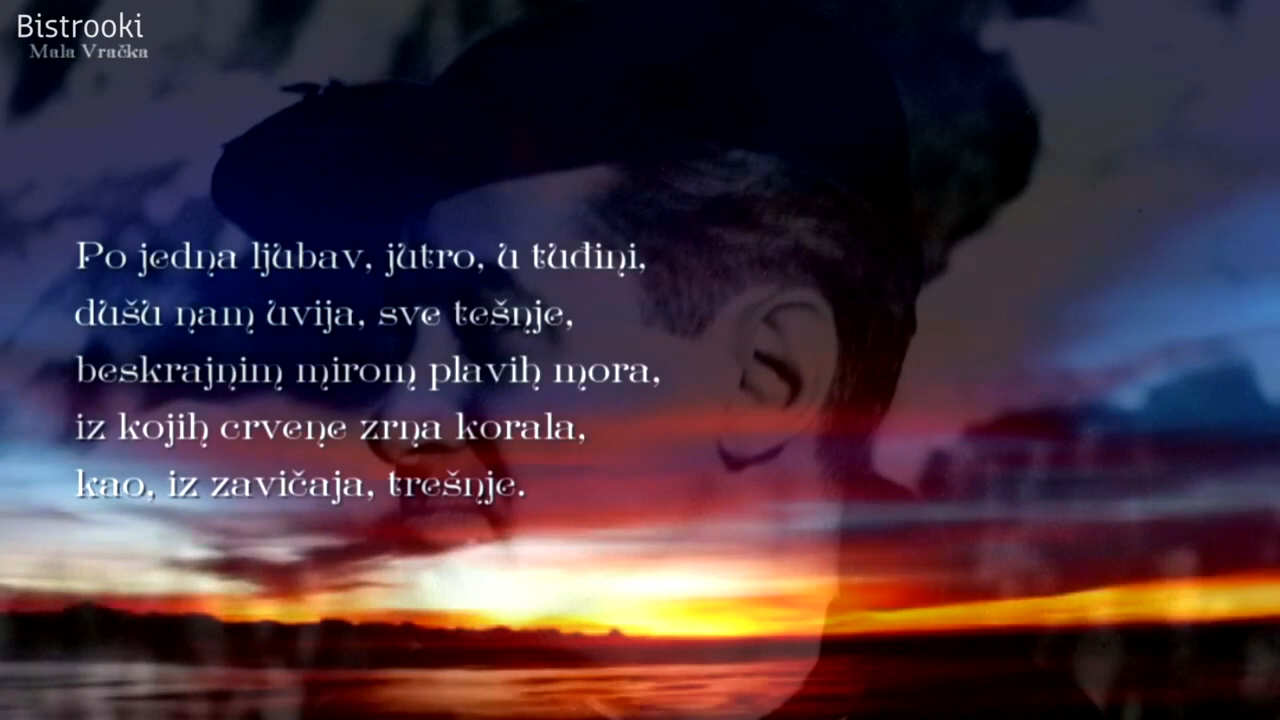 Bistrooki
Mala Vračka
Po jedna ljubav, jutro, u tuđini,
dušu nam uvija, sve tešnje,
beskrajnim mirom plavih mora,
iz kojih crvene zrna korala,
kao, iz zavičaja, trešnje.